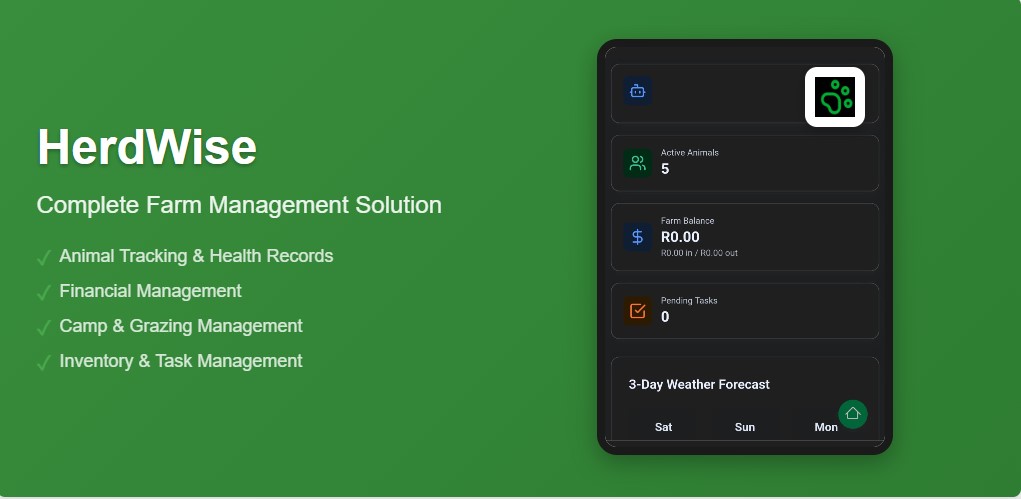 HerdWise
Complete Farm Management Solution
✓ Animal Tracking & Health Records
✓ Financial Management
✓ Camp & Grazing Management
✓ Inventory & Task Management
Active Animals
5
Farm Balance
R0.00
R0.00 in / R0.00 out
Pending Tasks
0
3-Day Weather Forecast
Sat Sun Mon